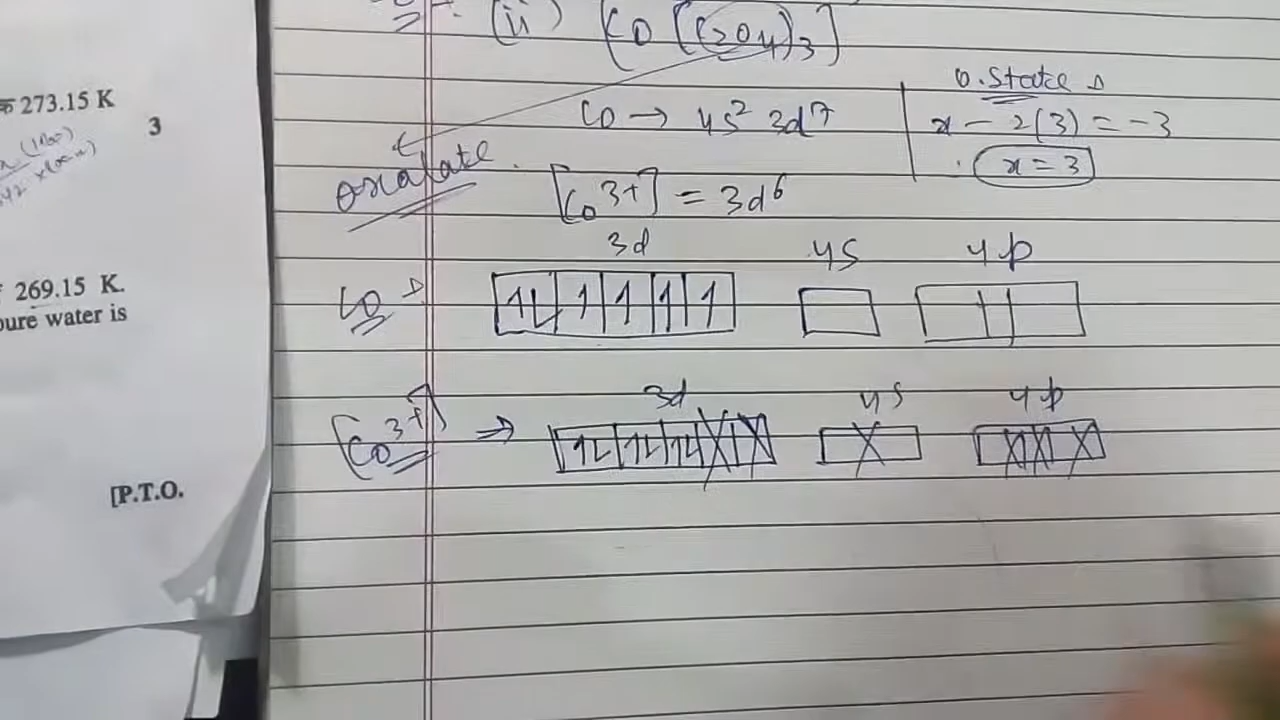 (ii) [Co (C2O4)3]
क 273.15 K
3
O. State
Co → 4s² 3d⁷
x - 2(3) = -3
x = 3
oxalate.
[Co³⁺] = 3d⁶
3d 4s 4p
Co
269.15 K.
pure water is
3d 4s 4p
[Co³⁺] ⇒
[P.T.O.